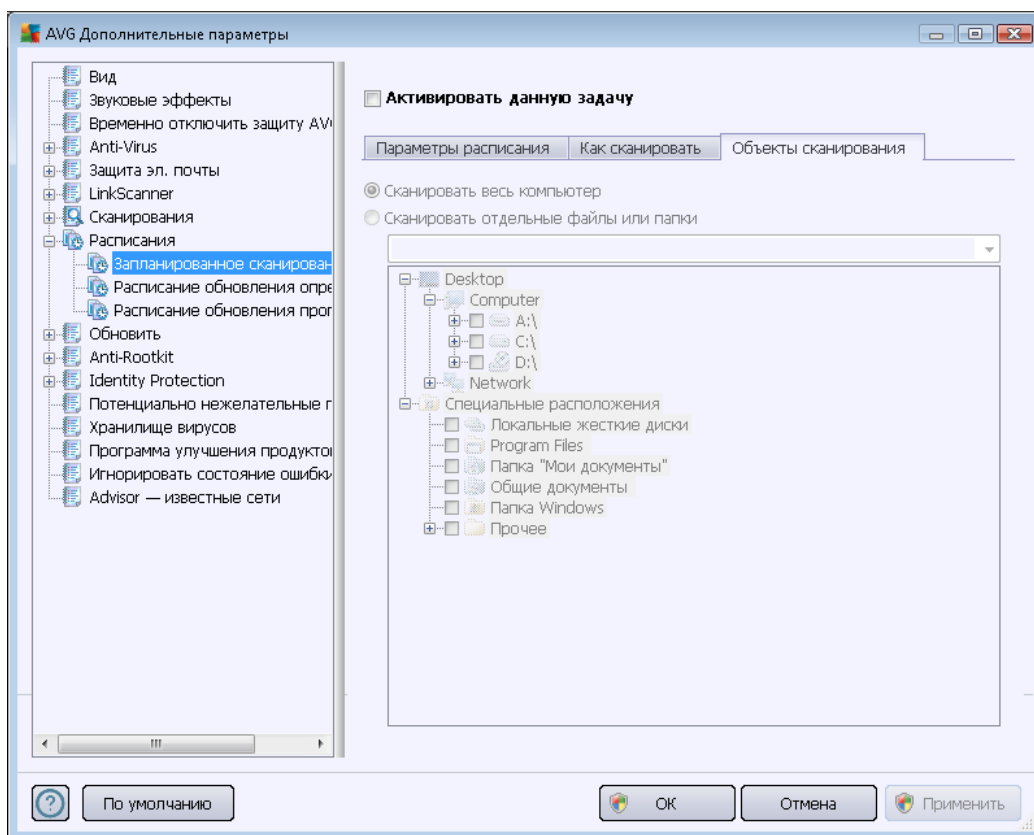 AVG Дополнительные параметры
Вид
Звуковые эффекты
Временно отключить защиту AV
Anti-Virus
Защита эл. почты
LinkScanner
Сканирования
Расписания
Запланированное сканирован
Расписание обновления опре
Расписание обновления прог
Обновить
Anti-Rootkit
Identity Protection
Потенциально нежелательные г
Хранилище вирусов
Программа улучшения продукто
Игнорировать состояние ошибки
Advisor — известные сети
Активировать данную задачу
Параметры расписания
Как сканировать
Объекты сканирования
Сканировать весь компьютер
Сканировать отдельные файлы или папки
Desktop
Computer
A:\
C:\
D:\
Network
Специальные расположения
Локальные жесткие диски
Program Files
Папка "Мои документы"
Общие документы
Папка Windows
Прочее
По умолчанию
ОК
Отмена
Применить